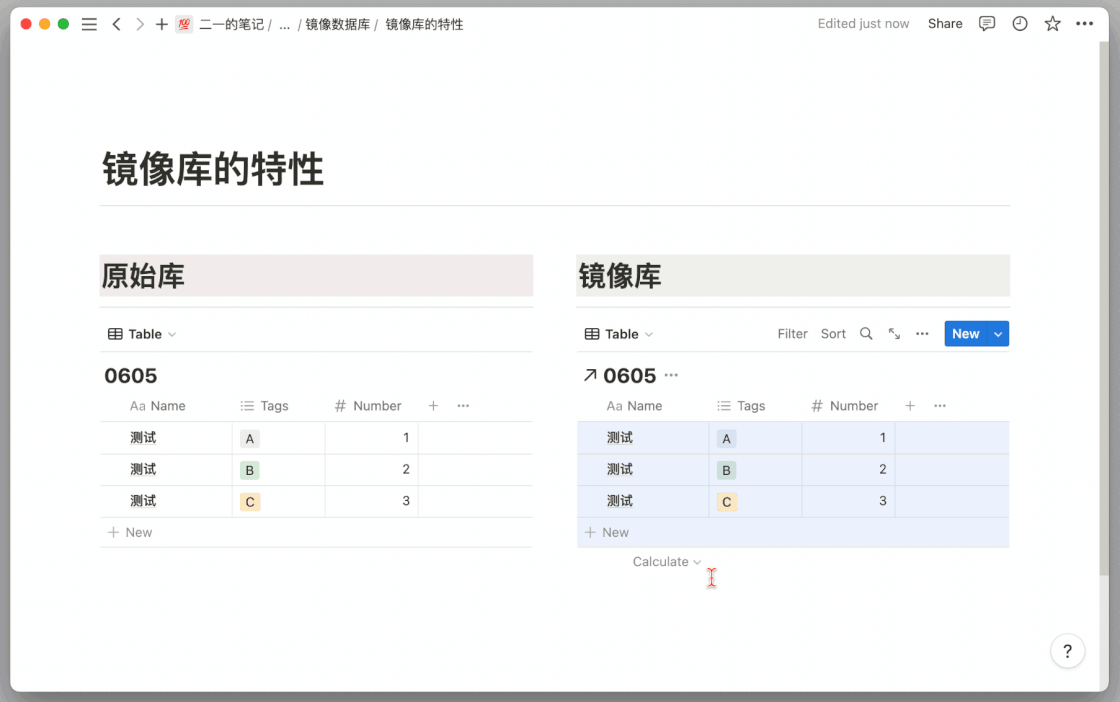 💯 二一的笔记 / ... / 镜像数据库 / 镜像库的特性
Edited just now Share
镜像库的特性
原始库
Table
0605
Aa Name Tags # Number + ...
测试 A 1
测试 B 2
测试 C 3
+ New
镜像库
Table Filter Sort ... New
↗ 0605 ...
Aa Name Tags # Number + ...
测试 A 1
测试 B 2
测试 C 3
+ New
Calculate
?